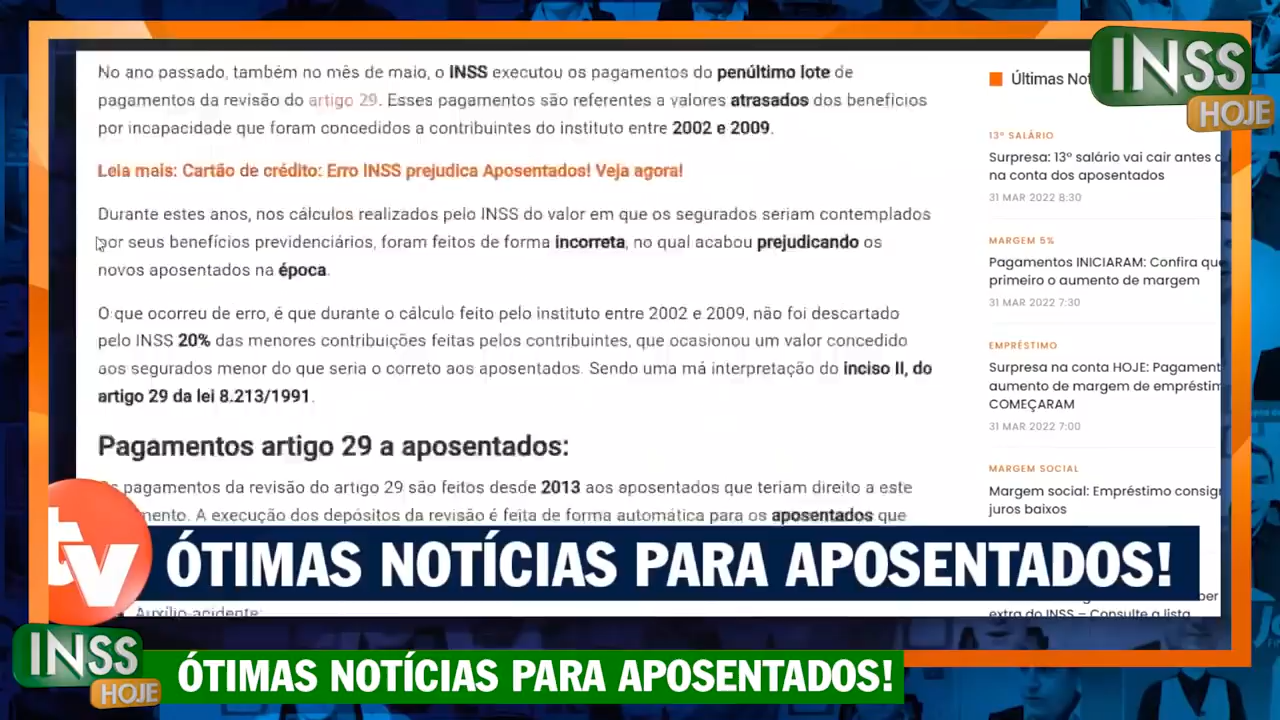 No ano passado, também no mês de maio, o INSS executou os pagamentos do penúltimo lote de
pagamentos da revisão do artigo 29. Esses pagamentos são referentes a valores atrasados dos benefícios
por incapacidade que foram concedidos a contribuintes do instituto entre 2002 e 2009.
Leia mais: Cartão de crédito: Erro INSS prejudica Aposentados! Veja agora!
Durante estes anos, nos cálculos realizados pelo INSS do valor em que os segurados seriam contemplados
por seus benefícios previdenciários, foram feitos de forma incorreta, no qual acabou prejudicando os
novos aposentados na época.
O que ocorreu de erro, é que durante o cálculo feito pelo instituto entre 2002 e 2009, não foi descartado
pelo INSS 20% das menores contribuições feitas pelos contribuintes, que ocasionou um valor concedido
aos segurados menor do que seria o correto aos aposentados. Sendo uma má interpretação do inciso II, do
artigo 29 da lei 8.213/1991.
Pagamentos artigo 29 a aposentados:
pagamentos da revisão do artigo 29 são feitos desde 2013 aos aposentados que teriam direito a este
mento. A execução dos depósitos da revisão é feita de forma automática para os aposentados que
Auxílio-acidente;
Últimas Not
13º SALÁRIO
Surpresa: 13º salário vai cair antes d
na conta dos aposentados
31 MAR 2022 8:30
MARGEM 5%
Pagamentos INICIARAM: Confira que
primeiro o aumento de margem
31 MAR 2022 7:30
EMPRÉSTIMO
Surpresa na conta HOJE: Pagament
aumento de margem de empréstim
COMEÇARAM
31 MAR 2022 7:00
MARGEM SOCIAL
Margem social: Empréstimo consign
juros baixos
ber
extra do INSS – Consulte a lista
INSS
HOJE
tv
ÓTIMAS NOTÍCIAS PARA APOSENTADOS!
INSS
HOJE
ÓTIMAS NOTÍCIAS PARA APOSENTADOS!